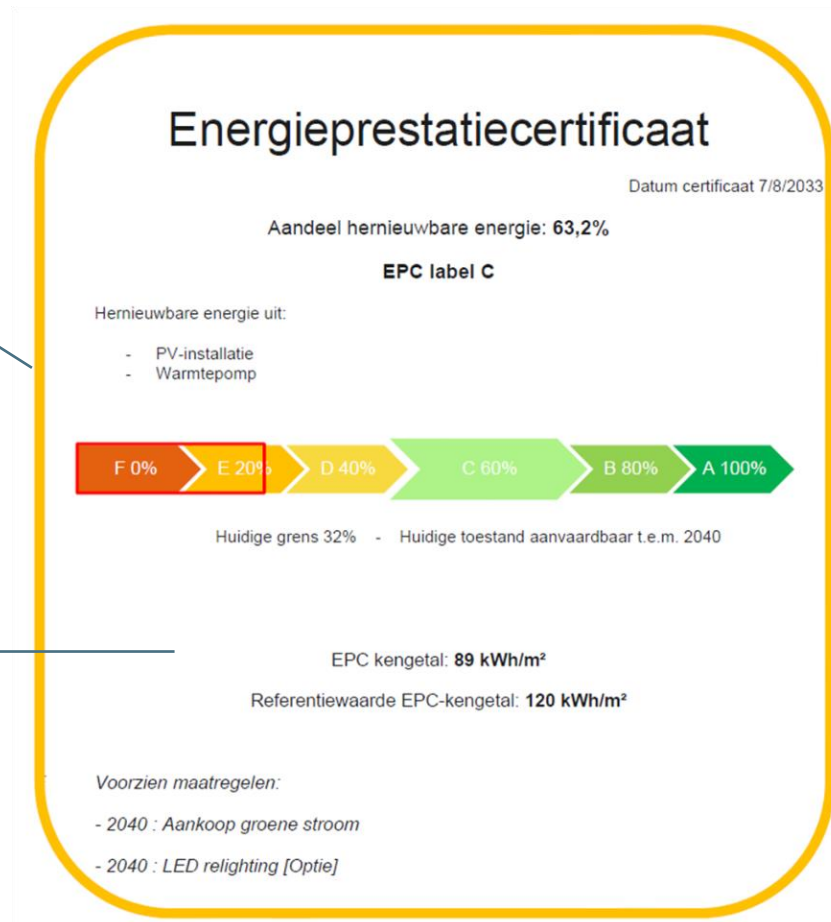 Energieprestatiecertificaat
Datum certificaat 7/8/2033
Aandeel hernieuwbare energie: 63,2%
EPC label C
Hernieuwbare energie uit:
- PV-installatie
- Warmtepomp
F 0% E 20% D 40% C 60% B 80% A 100%
Huidige grens 32% - Huidige toestand aanvaardbaar t.e.m. 2040
EPC kengetal: 89 kWh/m²
Referentiewaarde EPC-kengetal: 120 kWh/m²
Voorzien maatregelen:
- 2040 : Aankoop groene stroom
- 2040 : LED relighting [Optie]